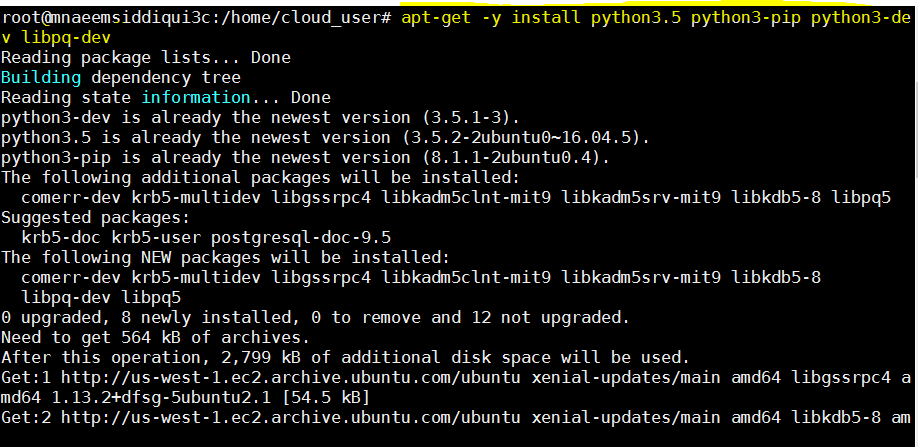 root@mnaeemsiddiqui3c:/home/cloud_user# apt-get -y install python3.5 python3-pip python3-de
v libpq-dev
Reading package lists... Done
Building dependency tree
Reading state information... Done
python3-dev is already the newest version (3.5.1-3).
python3.5 is already the newest version (3.5.2-2ubuntu0~16.04.5).
python3-pip is already the newest version (8.1.1-2ubuntu0.4).
The following additional packages will be installed:
  comerr-dev krb5-multidev libgssrpc4 libkadm5clnt-mit9 libkadm5srv-mit9 libkdb5-8 libpq5
Suggested packages:
  krb5-doc krb5-user postgresql-doc-9.5
The following NEW packages will be installed:
  comerr-dev krb5-multidev libgssrpc4 libkadm5clnt-mit9 libkadm5srv-mit9 libkdb5-8
  libpq-dev libpq5
0 upgraded, 8 newly installed, 0 to remove and 12 not upgraded.
Need to get 564 kB of archives.
After this operation, 2,799 kB of additional disk space will be used.
Get:1 http://us-west-1.ec2.archive.ubuntu.com/ubuntu xenial-updates/main amd64 libgssrpc4 a
md64 1.13.2+dfsg-5ubuntu2.1 [54.5 kB]
Get:2 http://us-west-1.ec2.archive.ubuntu.com/ubuntu xenial-updates/main amd64 libkdb5-8 am